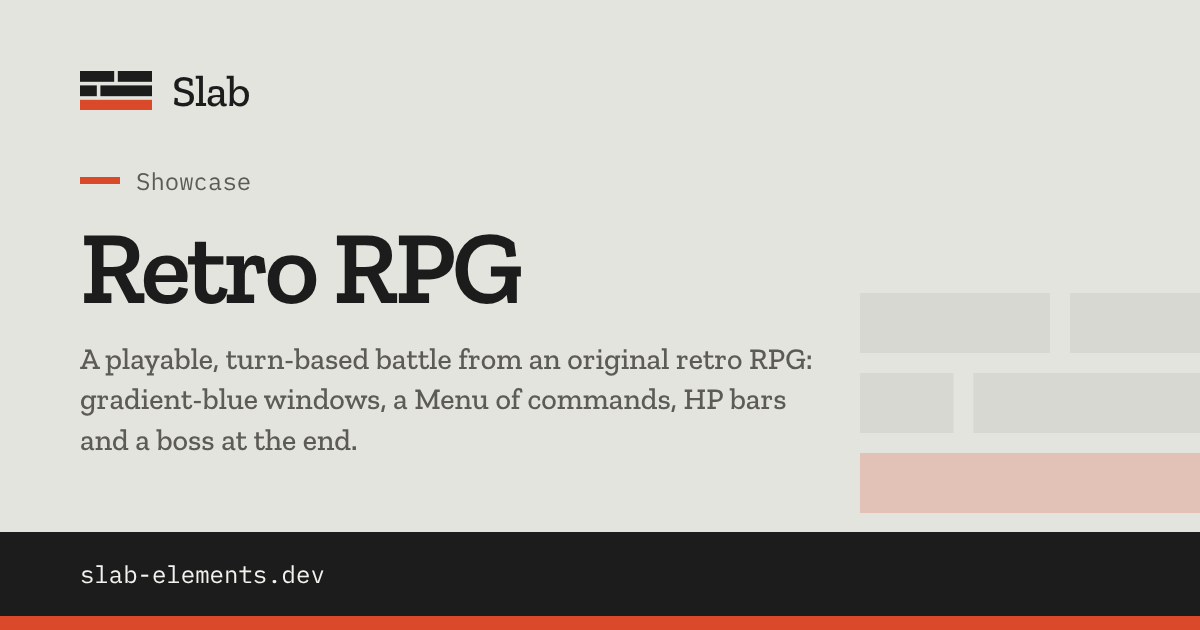 Slab
Showcase
Retro RPG
A playable, turn-based battle from an original retro RPG:
gradient-blue windows, a Menu of commands, HP bars
and a boss at the end.
slab-elements.dev